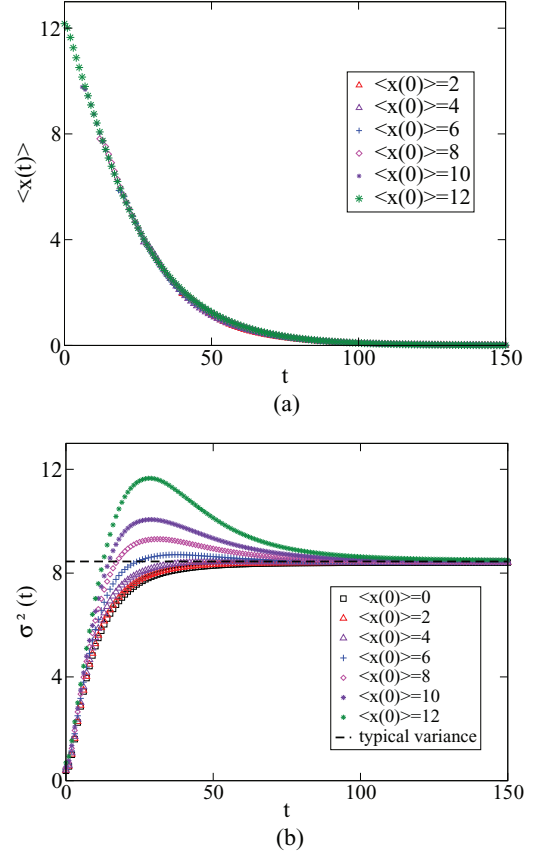 12
8
4
0
<x(t)>
<x(0)>=2
<x(0)>=4
<x(0)>=6
<x(0)>=8
<x(0)>=10
<x(0)>=12
0 50 100 150
t
(a)
12
8
4
0
σ² (t)
<x(0)>=0
<x(0)>=2
<x(0)>=4
<x(0)>=6
<x(0)>=8
<x(0)>=10
<x(0)>=12
typical variance
0 50 100 150
t
(b)